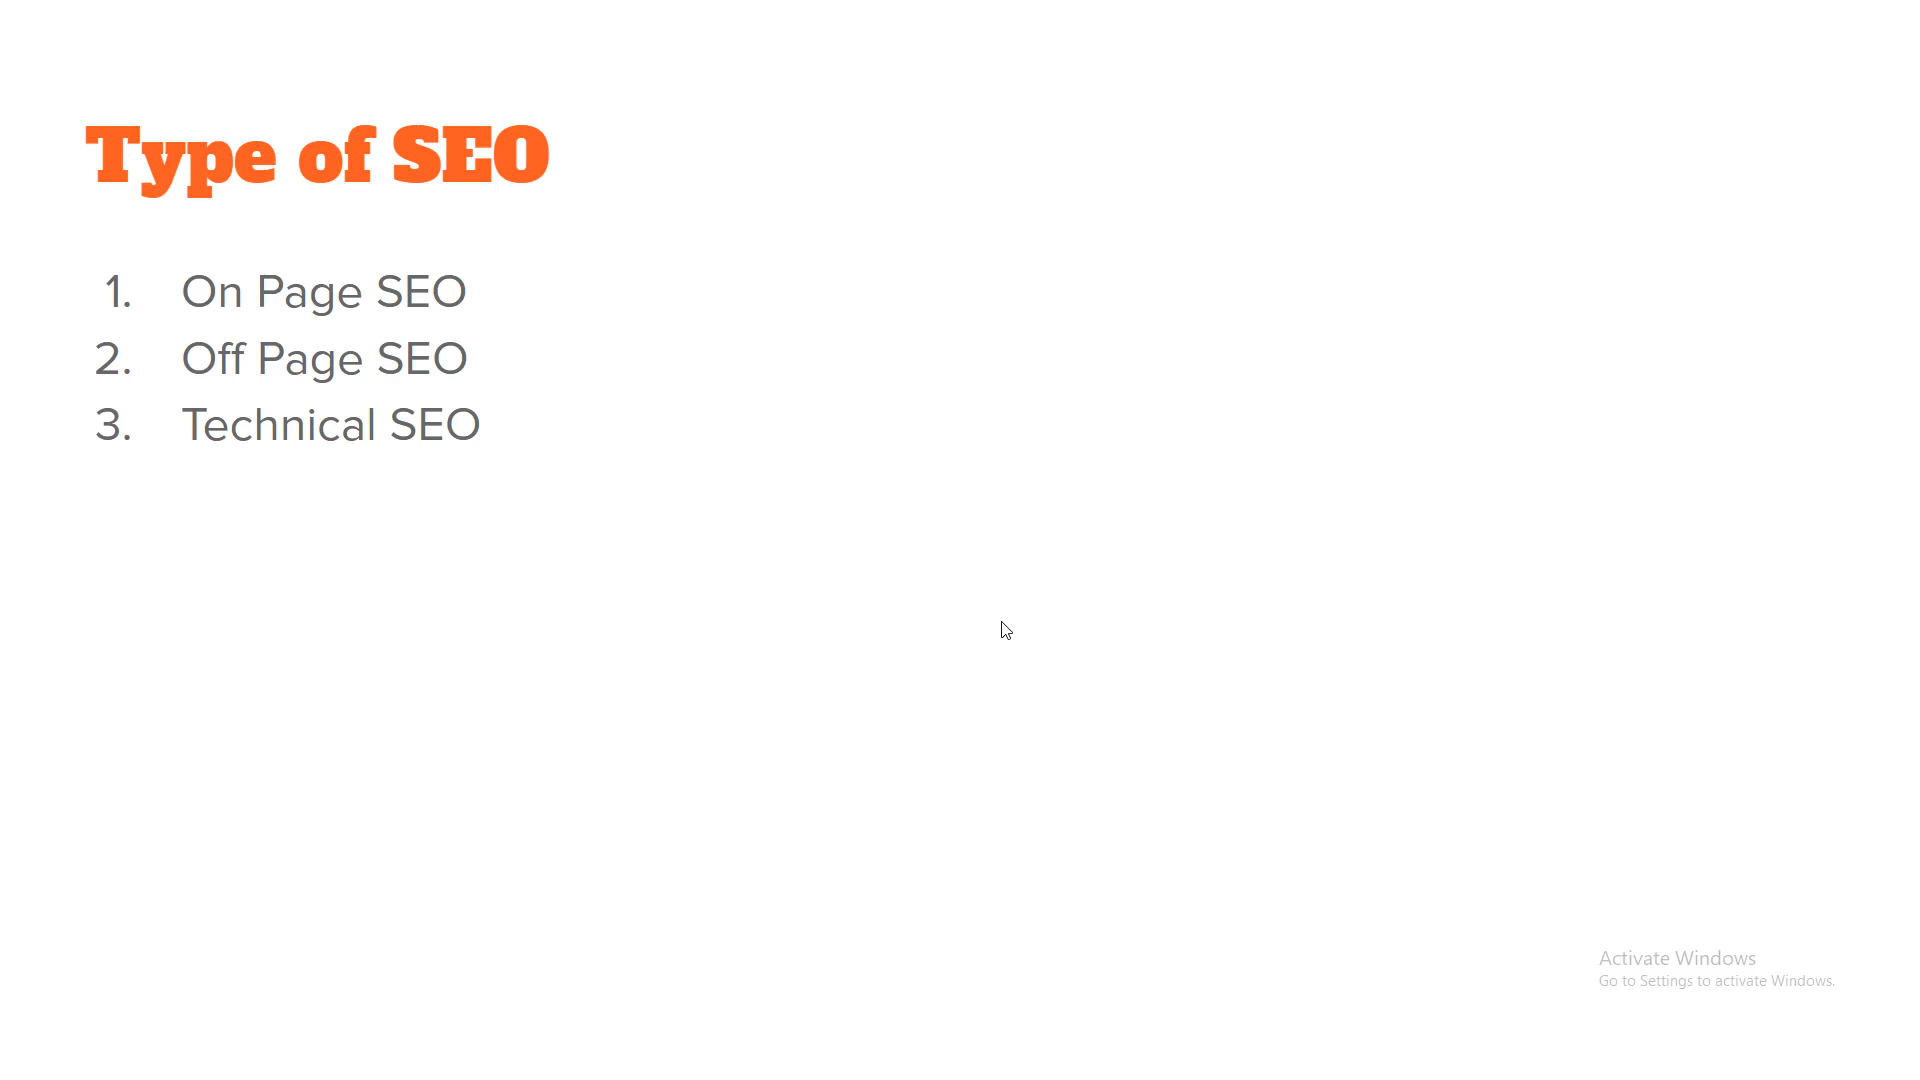 Type of SEO
1. On Page SEO
2. Off Page SEO
3. Technical SEO
Activate Windows
Go to Settings to activate Windows.